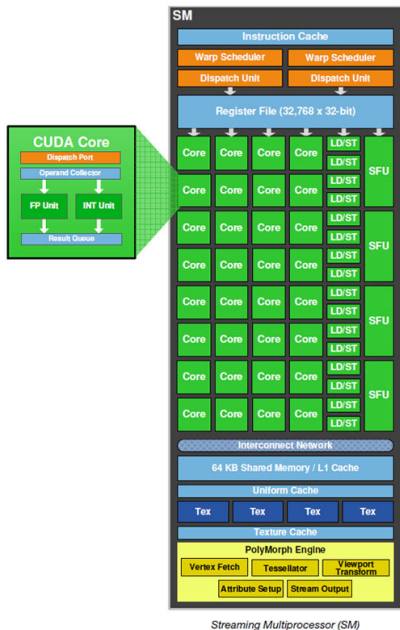 SM
Instruction Cache
Warp Scheduler Warp Scheduler
Dispatch Unit Dispatch Unit
Register File (32,768 x 32-bit)
CUDA Core
Dispatch Port
Operand Collector
FP Unit INT Unit
Result Queue
Core Core Core Core LD/ST
LD/ST
SFU
Core Core Core Core LD/ST
LD/ST
Core Core Core Core LD/ST
LD/ST
SFU
Core Core Core Core LD/ST
LD/ST
Core Core Core Core LD/ST
LD/ST
SFU
Core Core Core Core LD/ST
LD/ST
Core Core Core Core LD/ST
LD/ST
SFU
Core Core Core Core LD/ST
LD/ST
Interconnect Network
64 KB Shared Memory / L1 Cache
Uniform Cache
Tex Tex Tex Tex
Texture Cache
PolyMorph Engine
Vertex Fetch Tessellator Viewport
Transform
Attribute Setup Stream Output
Streaming Multiprocessor (SM)